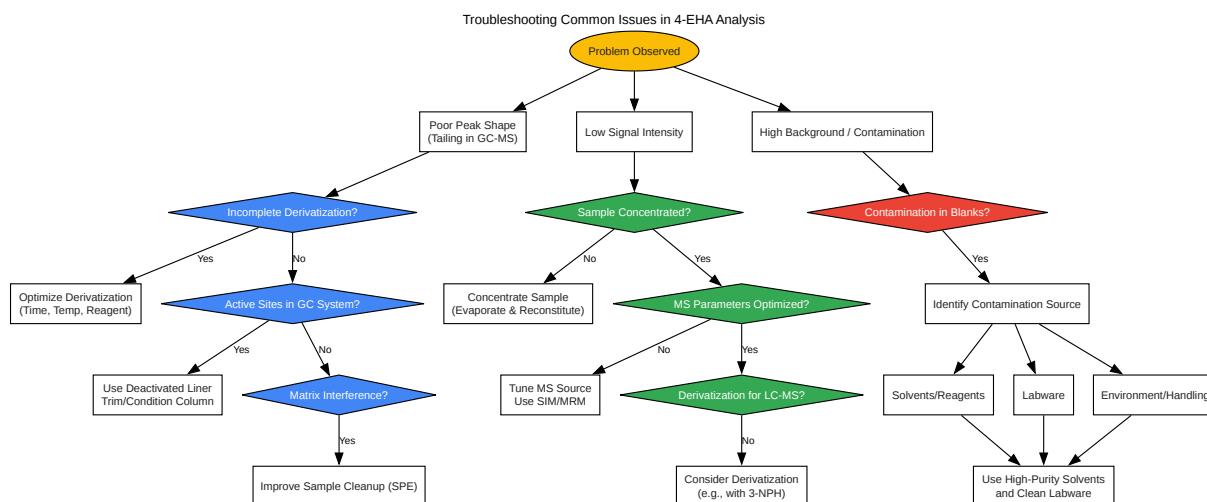 Troubleshooting Common Issues in 4-EHA Analysis
Problem Observed
Poor Peak Shape
(Tailing in GC-MS)
Low Signal Intensity
High Background / Contamination
Incomplete Derivatization?
Sample Concentrated?
Contamination in Blanks?
Yes
No
No
Yes
Yes
Optimize Derivatization
(Time, Temp, Reagent)
Active Sites in GC System?
Concentrate Sample
(Evaporate & Reconstitute)
MS Parameters Optimized?
Identify Contamination Source
Yes
No
No
Yes
Use Deactivated Liner
Trim/Condition Column
Matrix Interference?
Tune MS Source
Use SIM/MRM
Derivatization for LC-MS?
Solvents/Reagents
Labware
Environment/Handling
Yes
No
Improve Sample Cleanup (SPE)
Consider Derivatization
(e.g., with 3-NPH)
Use High-Purity Solvents
and Clean Labware